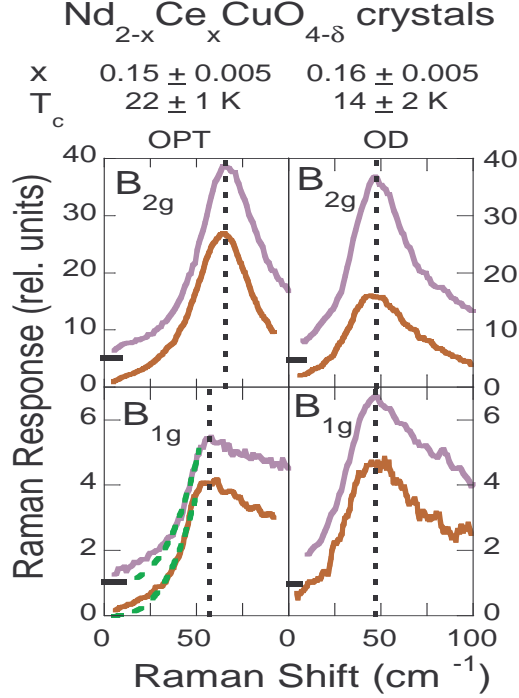 Nd₂₋ₓCeₓCuO₄₋δ crystals
x 0.15 ± 0.005 0.16 ± 0.005
T_c 22 ± 1 K 14 ± 2 K
OPT OD
40 40
B₂g B₂g
30 30
20 20
10 10
0 0
B₁g B₁g
6 6
4 4
2 2
0 0
0 50 0 50 100
Raman Response (rel. units)
Raman Shift (cm ⁻¹)